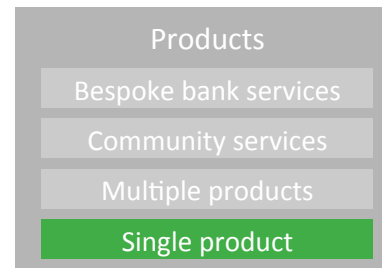 Products
Bespoke bank services
Community services
Multiple products
Single product